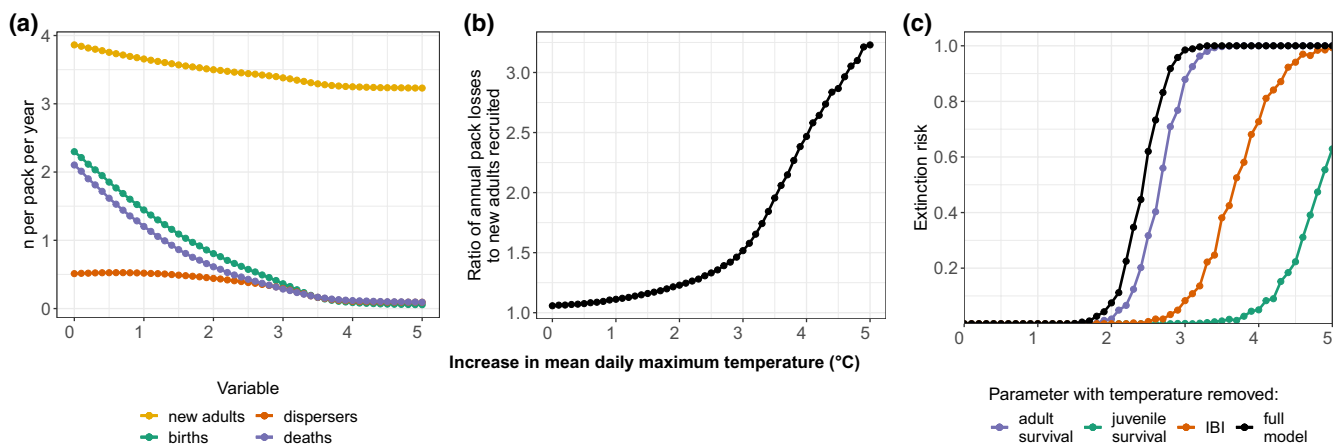 (a)
n per pack per year
4
3
2
1
0
0
1
2
3
4
5
Variable
new adults
dispersers
births
deaths
(b)
Ratio of annual pack losses
to new adults recruited
3.0
2.5
2.0
1.5
1.0
0
1
2
3
4
5
Increase in mean daily maximum temperature (°C)
(c)
Extinction risk
1.0
0.8
0.6
0.4
0.2
0
1
2
3
4
5
Parameter with temperature removed:
adult
survival
juvenile
survival
IBI
full
model